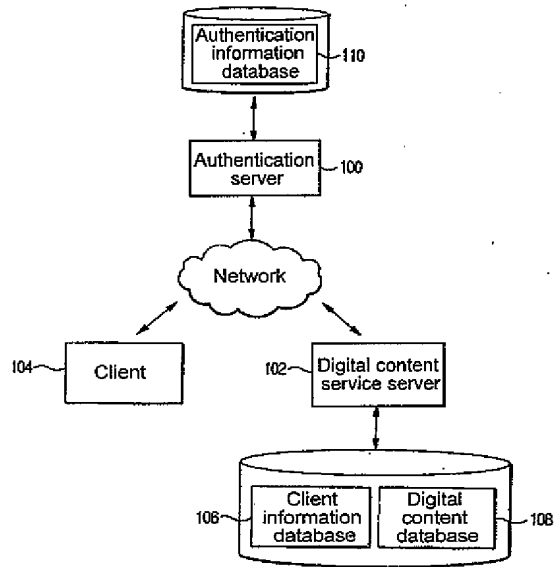 Authentication
information
database
110
Authentication
server
100
Network
104
Client
102
Digital content
service server
106
Client
information
database
Digital
content
database
108